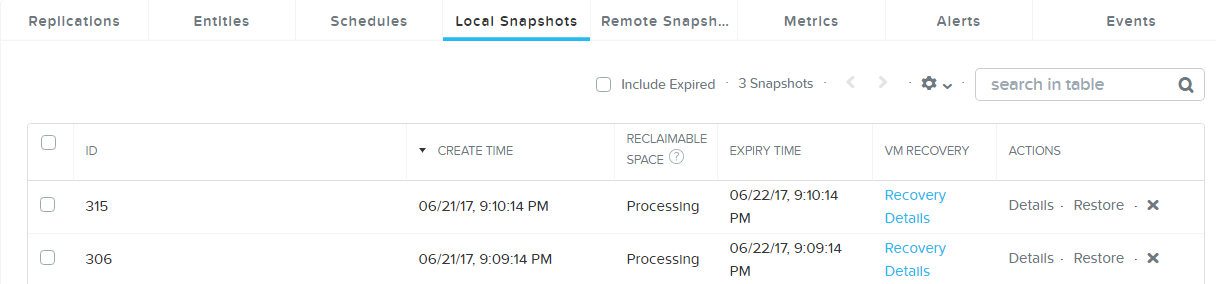 Replications Entities Schedules Local Snapshots Remote Snapsh... Metrics Alerts Events
Include Expired · 3 Snapshots · · · search in table
ID CREATE TIME RECLAIMABLE SPACE ? EXPIRY TIME VM RECOVERY ACTIONS
315 06/21/17, 9:10:14 PM Processing 06/22/17, 9:10:14 PM Recovery Details Details · Restore ·
306 06/21/17, 9:09:14 PM Processing 06/22/17, 9:09:14 PM Recovery Details Details · Restore ·